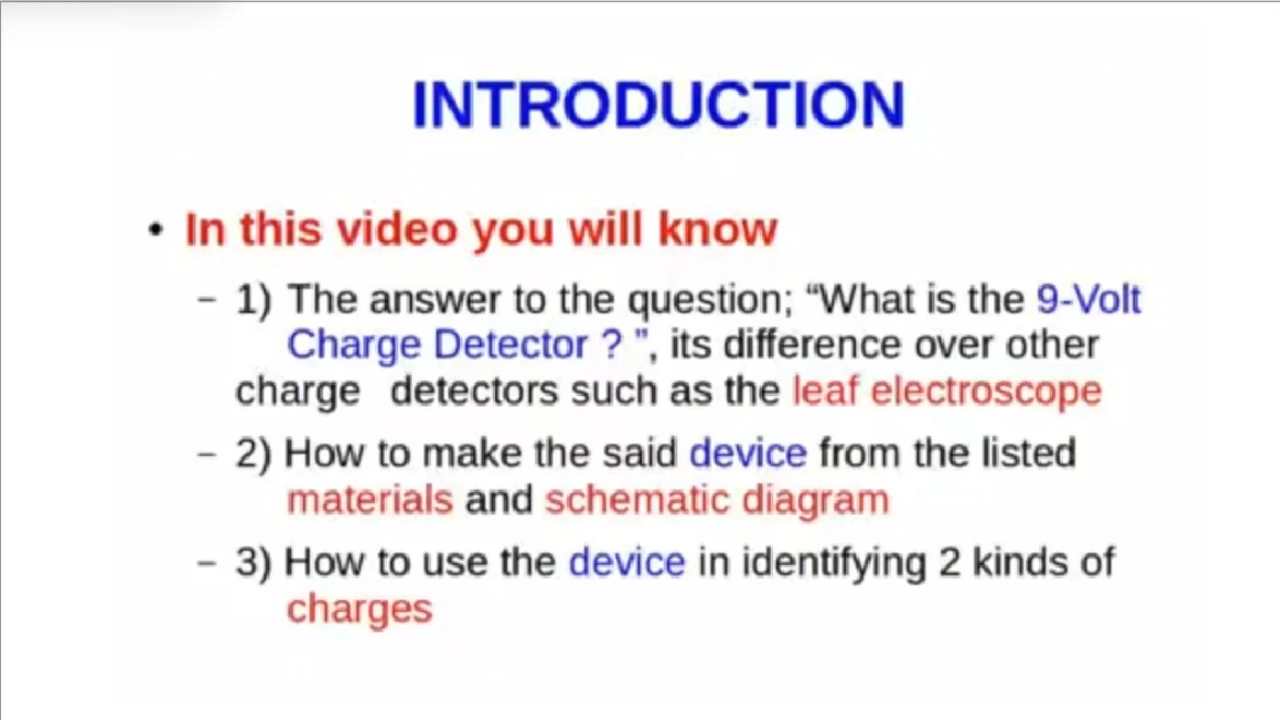 INTRODUCTION
• In this video you will know
– 1) The answer to the question; “What is the 9-Volt
Charge Detector ? ”, its difference over other
charge detectors such as the leaf electroscope
– 2) How to make the said device from the listed
materials and schematic diagram
– 3) How to use the device in identifying 2 kinds of
charges